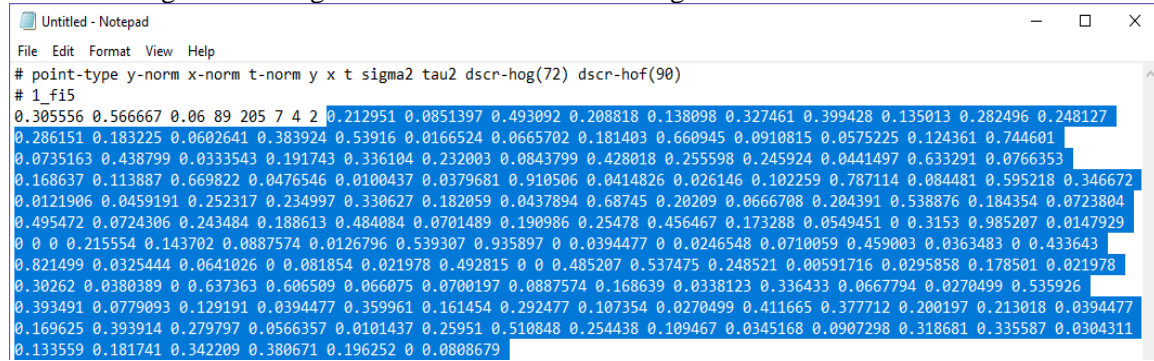 Untitled - Notepad
File Edit Format View Help
# point-type y-norm x-norm t-norm y x t sigma2 tau2 dscr-hog(72) dscr-hof(90)
# 1_fi5
0.305556 0.566667 0.06 89 205 7 4 2 0.212951 0.0851397 0.493092 0.208818 0.138098 0.327461 0.399428 0.135013 0.282496 0.248127
0.286151 0.183225 0.0602641 0.383924 0.53916 0.0166524 0.0665702 0.181403 0.660945 0.0910815 0.0575225 0.124361 0.744601
0.0735163 0.438799 0.0333543 0.191743 0.336104 0.232003 0.0843799 0.428018 0.255598 0.245924 0.0441497 0.633291 0.0766353
0.168637 0.113887 0.669822 0.0476546 0.0100437 0.0379681 0.910506 0.0414826 0.026146 0.102259 0.787114 0.084481 0.595218 0.346672
0.0121906 0.0459191 0.252317 0.234997 0.330627 0.182059 0.0437894 0.68745 0.20209 0.0666708 0.204391 0.538876 0.184354 0.0723804
0.495472 0.0724306 0.243484 0.188613 0.484084 0.0701489 0.190986 0.25478 0.456467 0.173288 0.0549451 0 0.3153 0.985207 0.0147929
0 0 0 0.215554 0.143702 0.0887574 0.0126796 0.539307 0.935897 0 0.0394477 0 0.0246548 0.0710059 0.459003 0.0363483 0 0.433643
0.821499 0.0325444 0.0641026 0 0.081854 0.021978 0.492815 0 0 0.485207 0.537475 0.248521 0.00591716 0.0295858 0.178501 0.021978
0.30262 0.0380389 0 0.637363 0.606509 0.066075 0.0700197 0.0887574 0.168639 0.0338123 0.336433 0.0667794 0.0270499 0.535926
0.393491 0.0779093 0.129191 0.0394477 0.359961 0.161454 0.292477 0.107354 0.0270499 0.411665 0.377712 0.200197 0.213018 0.0394477
0.169625 0.393914 0.279797 0.0566357 0.0101437 0.25951 0.510848 0.254438 0.109467 0.0345168 0.0907298 0.318681 0.335587 0.0304311
0.133559 0.181741 0.342209 0.380671 0.196252 0 0.0808679